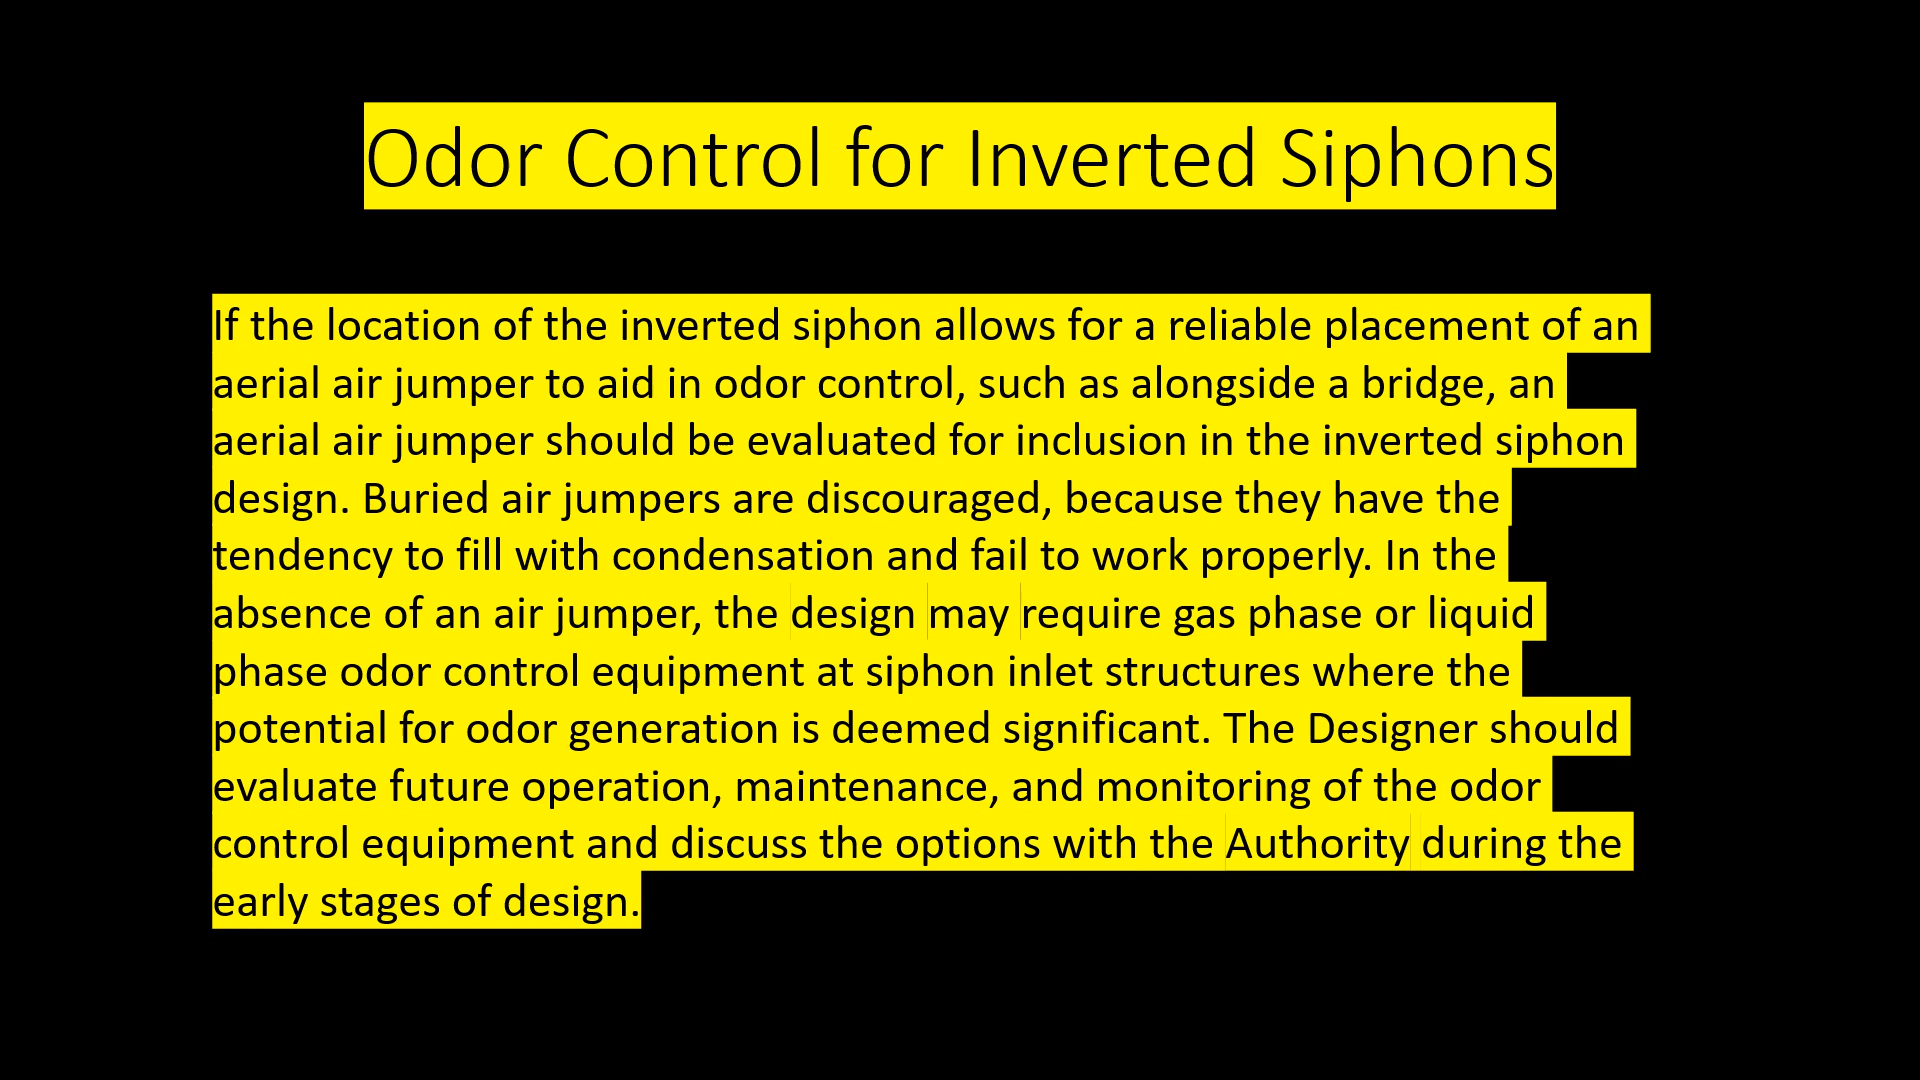 Odor Control for Inverted Siphons
If the location of the inverted siphon allows for a reliable placement of an
aerial air jumper to aid in odor control, such as alongside a bridge, an
aerial air jumper should be evaluated for inclusion in the inverted siphon
design. Buried air jumpers are discouraged, because they have the
tendency to fill with condensation and fail to work properly. In the
absence of an air jumper, the design may require gas phase or liquid
phase odor control equipment at siphon inlet structures where the
potential for odor generation is deemed significant. The Designer should
evaluate future operation, maintenance, and monitoring of the odor
control equipment and discuss the options with the Authority during the
early stages of design.